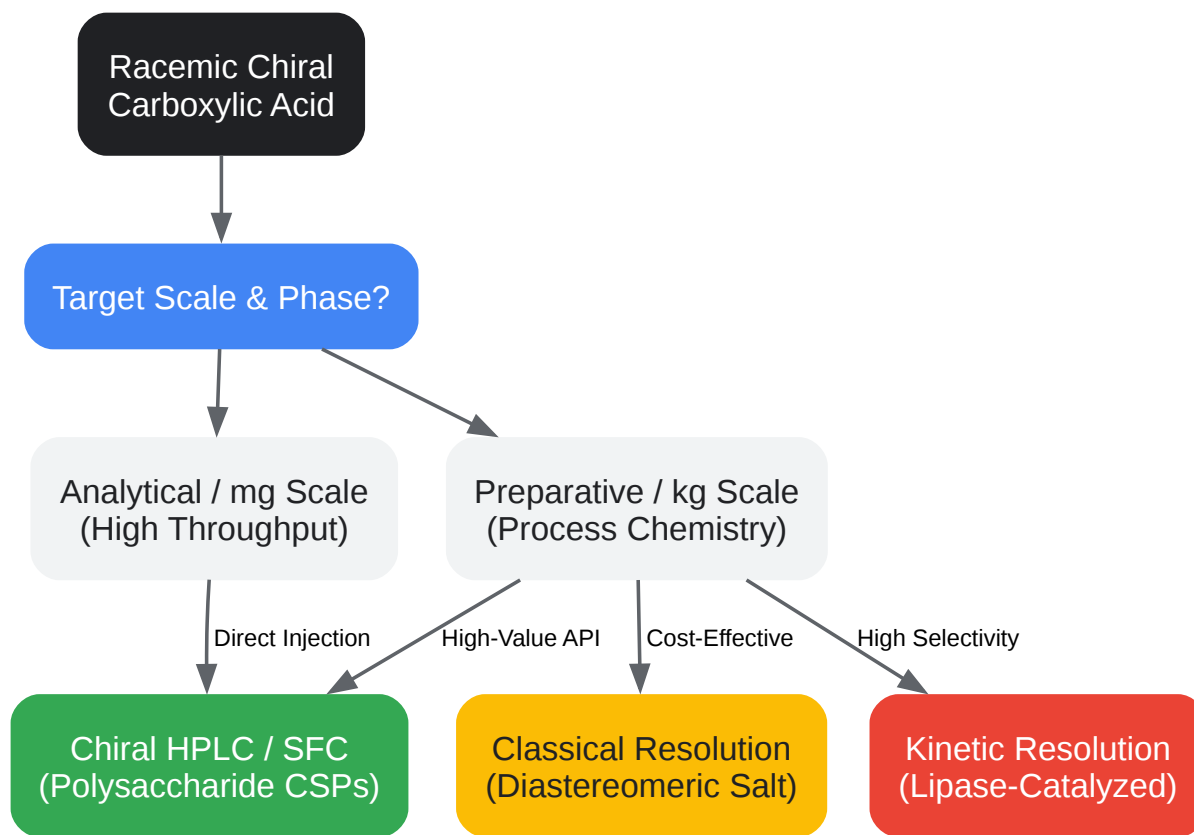 Racemic Chiral
Carboxylic Acid
Target Scale & Phase?
Analytical / mg Scale
(High Throughput)
Preparative / kg Scale
(Process Chemistry)
Direct Injection
High-Value API
Cost-Effective
High Selectivity
Chiral HPLC / SFC
(Polysaccharide CSPs)
Classical Resolution
(Diastereomeric Salt)
Kinetic Resolution
(Lipase-Catalyzed)